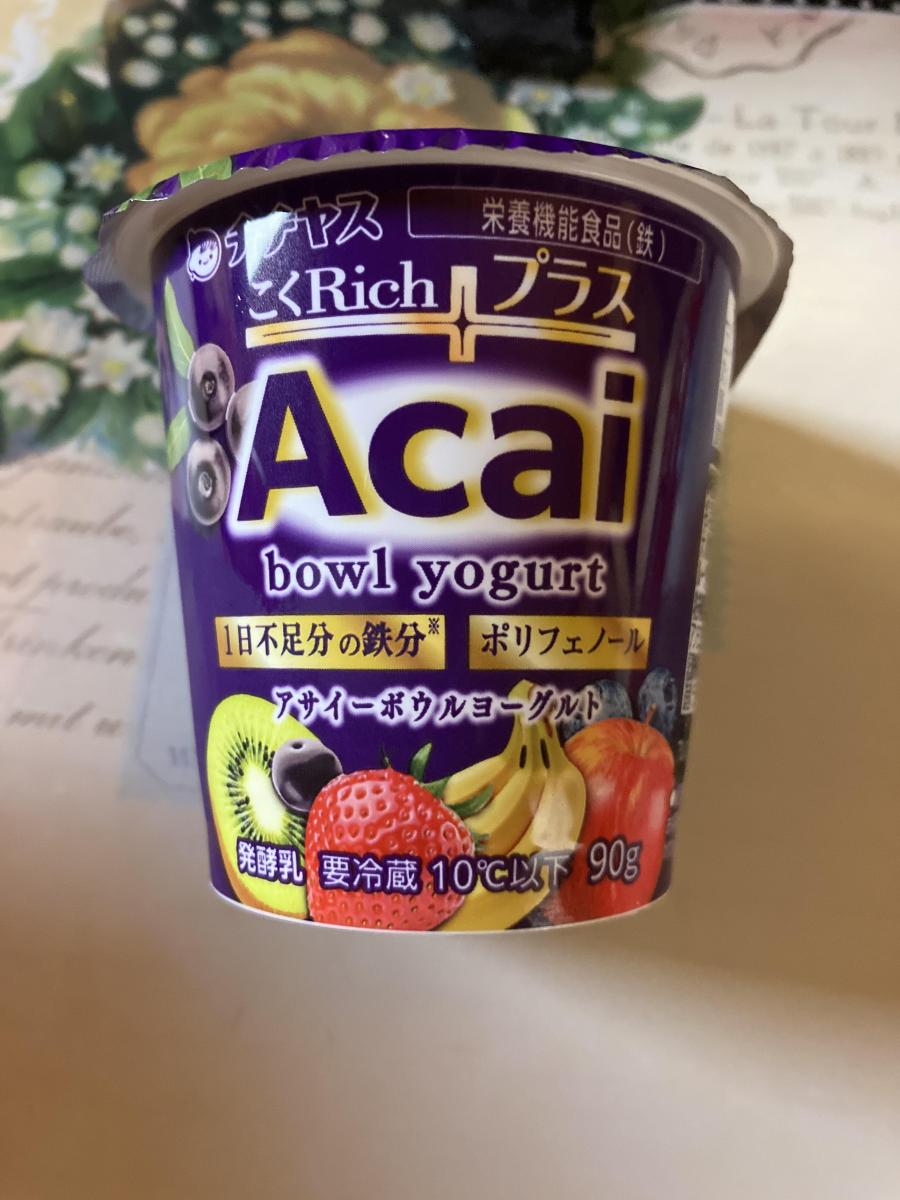 チチヤス
栄養機能食品(鉄)
こくRichプラス
Acai
bowl yogurt
1日不足分の鉄分※
ポリフェノール
アサイーボウルヨーグルト
発酵乳 要冷蔵 10℃以下 90g
La Tour